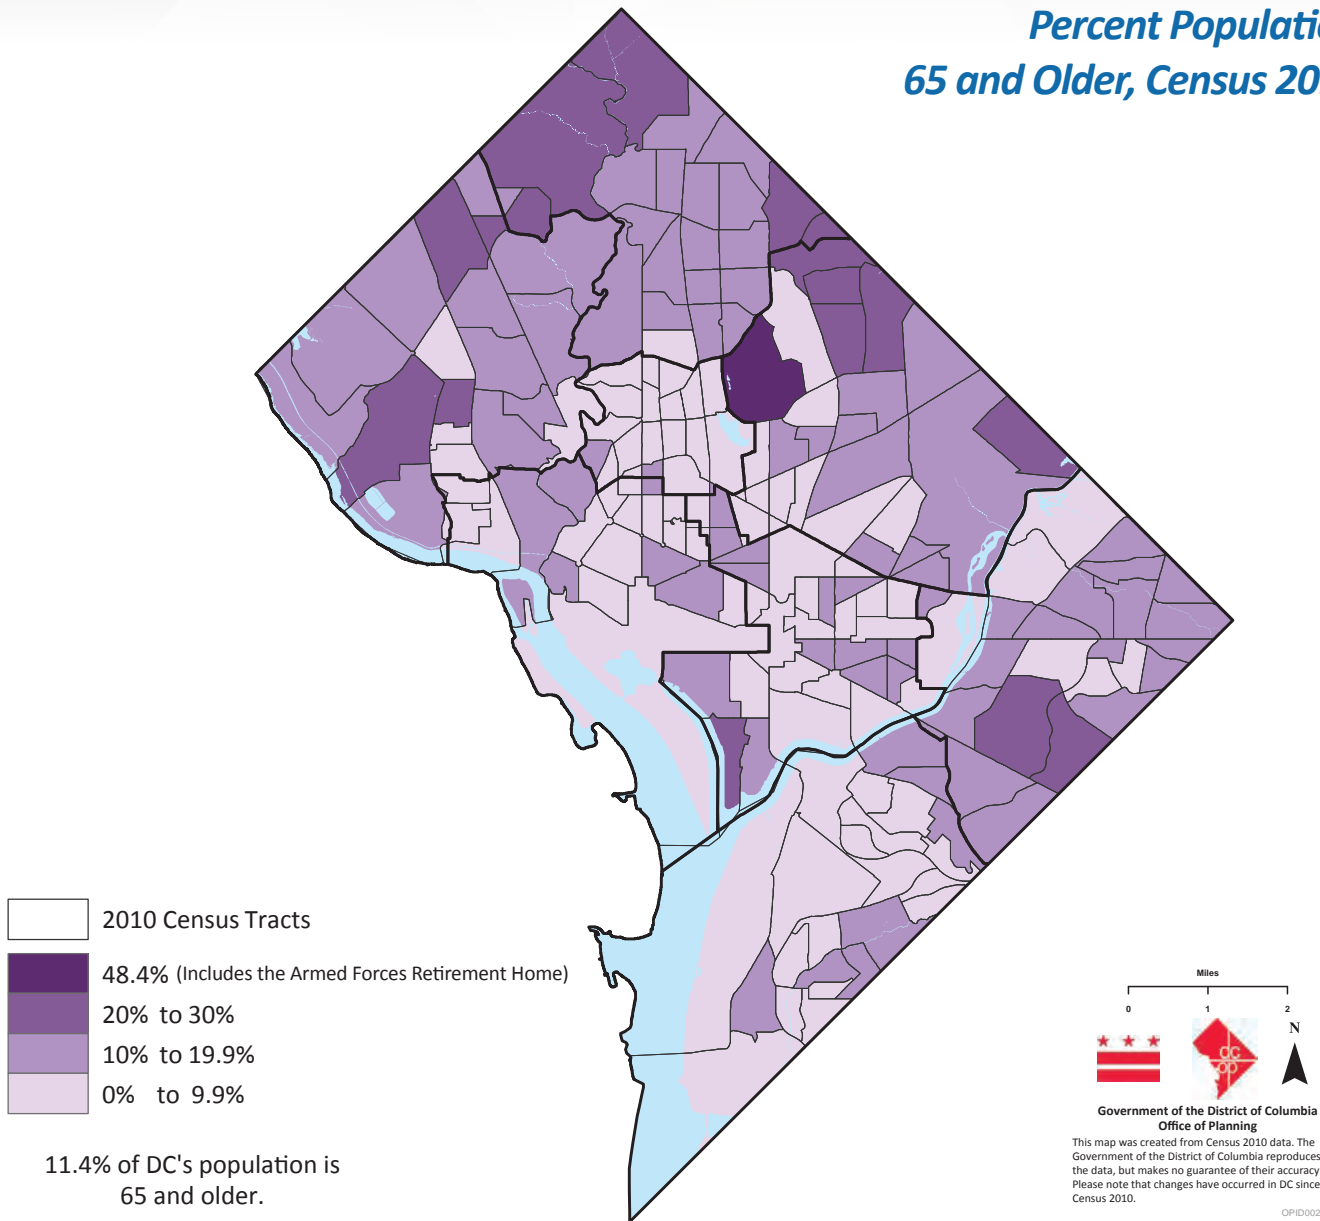 Percent Populatio
65 and Older, Census 20
2010 Census Tracts
48.4% (Includes the Armed Forces Retirement Home)
20% to 30%
10% to 19.9%
0% to 9.9%
11.4% of DC's population is
65 and older.
Miles
0 1 2
N
dc
op
Government of the District of Columbia
Office of Planning
This map was created from Census 2010 data. The
Government of the District of Columbia reproduces
the data, but makes no guarantee of their accuracy
Please note that changes have occurred in DC since
Census 2010.
OPID002